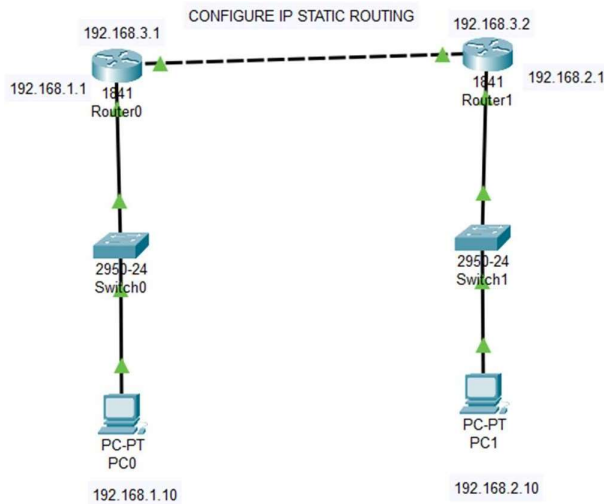 CONFIGURE IP STATIC ROUTING
192.168.3.1
192.168.3.2
192.168.1.1
1841
Router0
1841
Router1
192.168.2.1
2950-24
Switch0
2950-24
Switch1
PC-PT
PC0
PC-PT
PC1
192.168.1.10
192.168.2.10